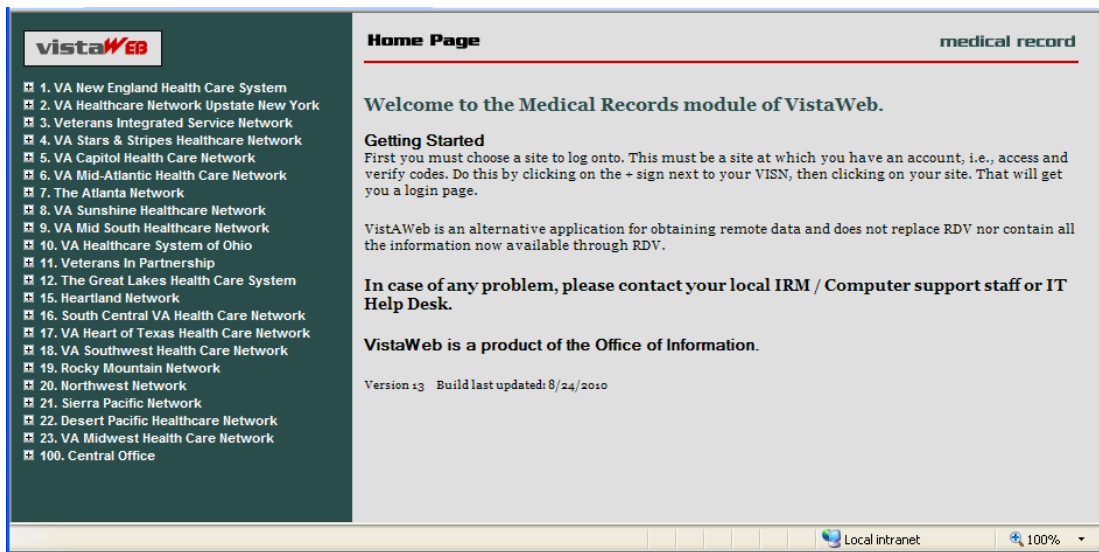 vistaWEB
1. VA New England Health Care System
2. VA Healthcare Network Upstate New York
3. Veterans Integrated Service Network
4. VA Stars & Stripes Healthcare Network
5. VA Capitol Health Care Network
6. VA Mid-Atlantic Health Care Network
7. The Atlanta Network
8. VA Sunshine Healthcare Network
9. VA Mid South Healthcare Network
10. VA Healthcare System of Ohio
11. Veterans In Partnership
12. The Great Lakes Health Care System
15. Heartland Network
16. South Central VA Health Care Network
17. VA Heart of Texas Health Care Network
18. VA Southwest Health Care Network
19. Rocky Mountain Network
20. Northwest Network
21. Sierra Pacific Network
22. Desert Pacific Healthcare Network
23. VA Midwest Health Care Network
100. Central Office
Home Page
medical record
Welcome to the Medical Records module of VistaWeb.
Getting Started
First you must choose a site to log onto. This must be a site at which you have an account, i.e., access and
verify codes. Do this by clicking on the + sign next to your VISN, then clicking on your site. That will get
you a login page.
VistAWeb is an alternative application for obtaining remote data and does not replace RDV nor contain all
the information now available through RDV.
In case of any problem, please contact your local IRM / Computer support staff or IT
Help Desk.
VistaWeb is a product of the Office of Information.
Version 13 Build last updated: 8/24/2010
Local intranet
100%